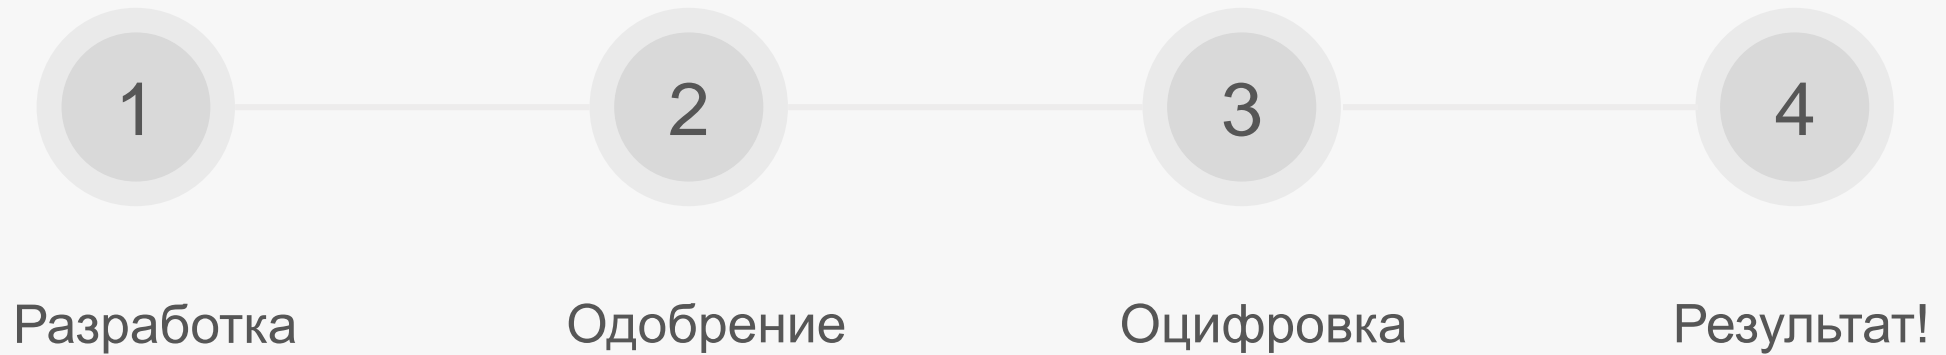 1 2 3 4
Разработка Одобрение Оцифровка Результат!